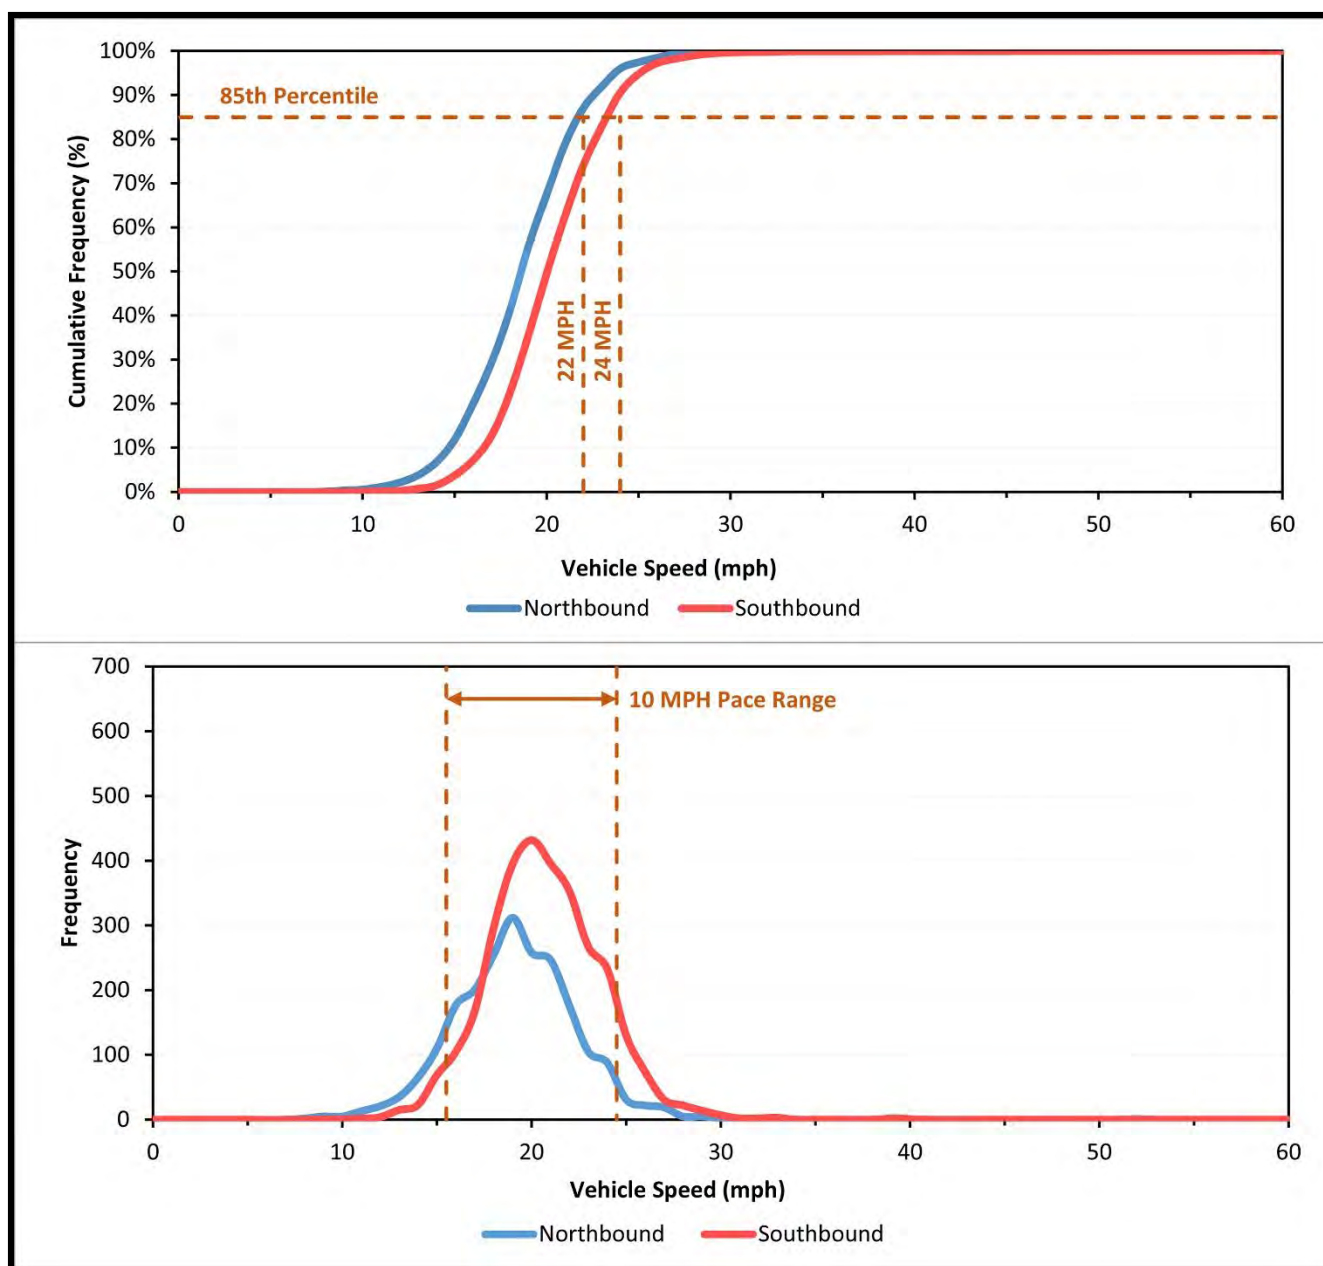 100%
90%
80%
70%
60%
50%
40%
30%
20%
10%
0%
Cumulative Frequency (%)
85th Percentile
22 MPH
24 MPH
0 10 20 30 40 50 60
Vehicle Speed (mph)
Northbound Southbound
700
600
500
400
300
200
100
0
Frequency
10 MPH Pace Range
0 10 20 30 40 50 60
Vehicle Speed (mph)
Northbound Southbound